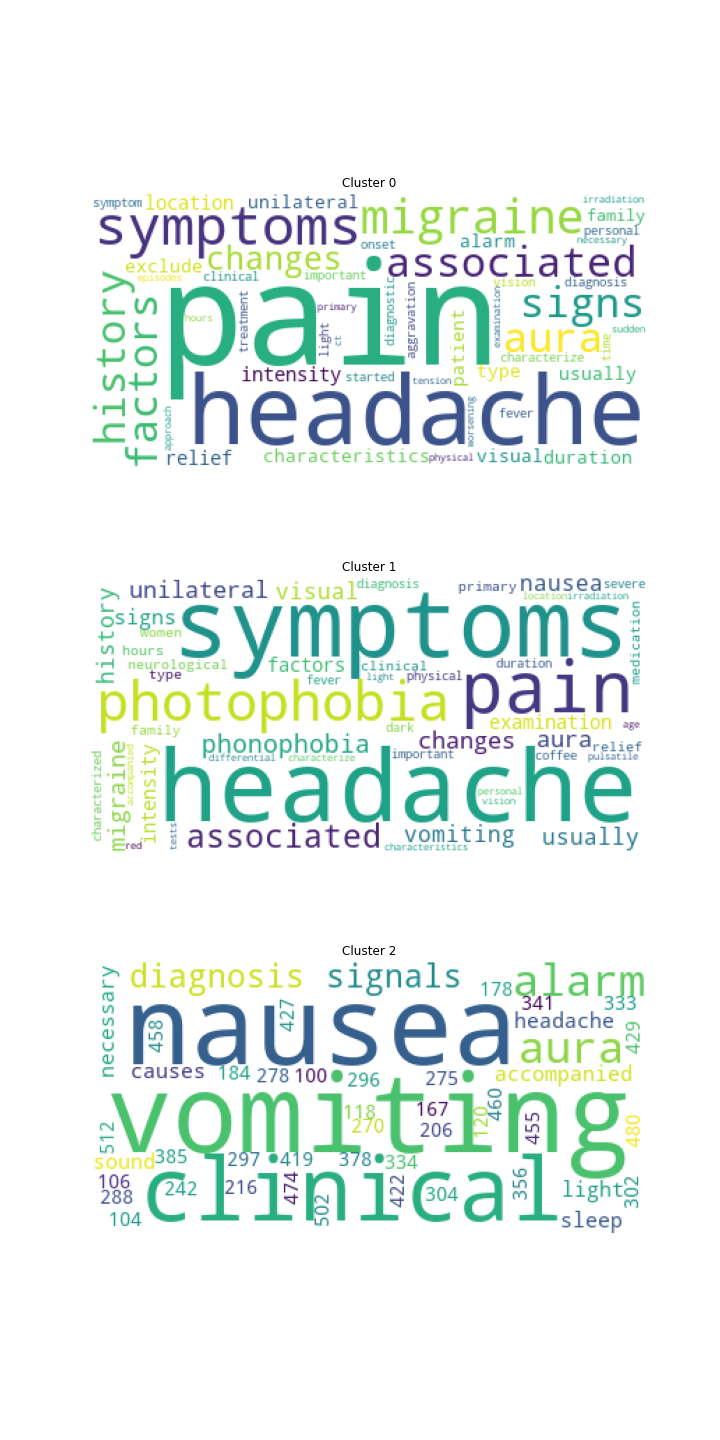 Cluster 0
symptom location unilateral irradiation
symptoms migraine family
personal
onset alarm necessary
changes associated
exclude clinical important
episodes vision diagnosis
pain signs
history factors hours treatment primary light ct diagnostic aggravation examination
aura sudden
patient characterize time
intensity started tension type usually
headache
approach fever worsening
relief characteristics physical visual duration
Cluster 1
unilateral visual diagnosis primary nausea severe
location irradiation
history signs symptoms medication
women
hours
neurological factors clinical duration
type fever light physical pain
photophobia
examination age
family dark
phonophobia changes aura relief
differential characterize important coffee pulsatile
characterized migraine accompanied intensity headache
personal
vision
red tests associated vomiting usually
characteristics
Cluster 2
diagnosis signals 178 alarm
necessary 458 nausea 427 341 333
headache
aura 429
causes 184 278 100 296 275 accompanied
vomiting 118 270 167 206 120 460 455 480
512
sound 385 297 419 378 334
106 288 242 216 474 clinical 422 304 356 light 302
104 502 sleep